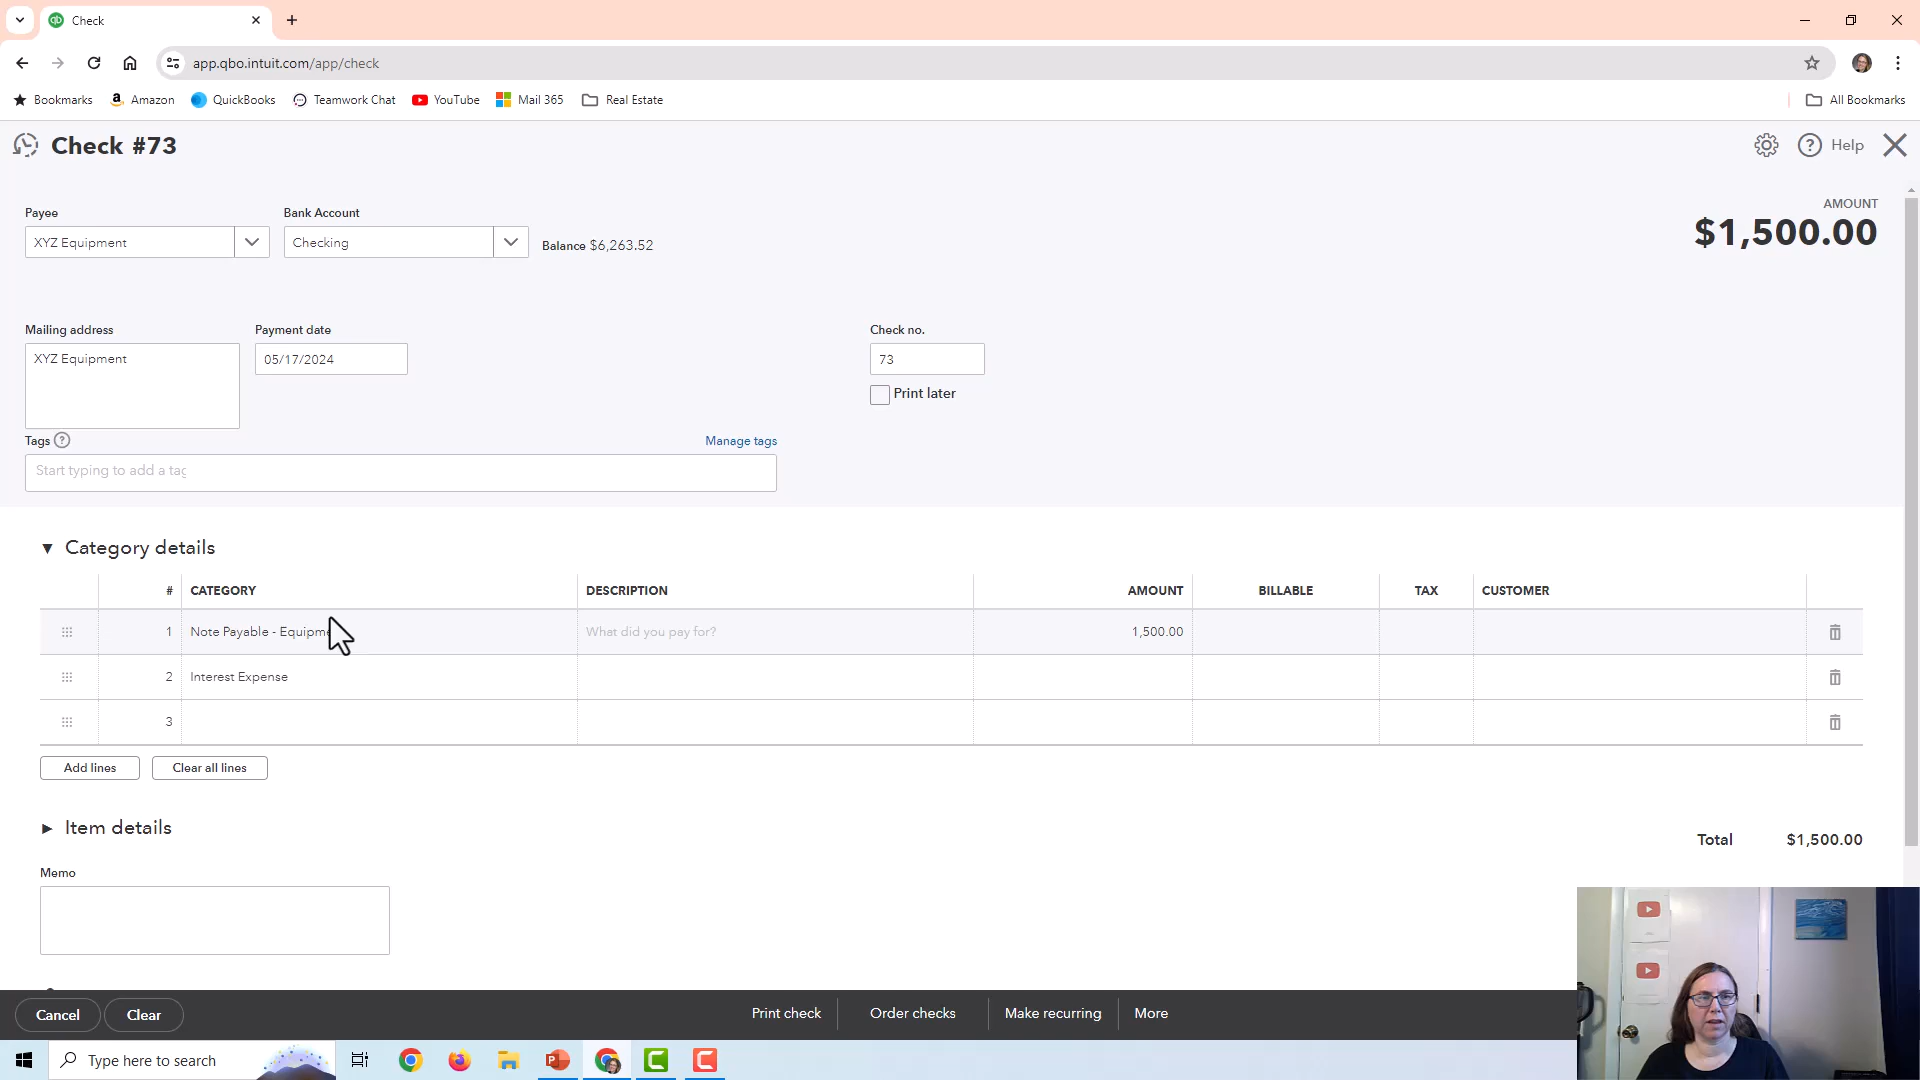 Check
app.qbo.intuit.com/app/check
Bookmarks Amazon QuickBooks Teamwork Chat YouTube Mail 365 Real Estate All Bookmarks
Check #73
Help
Payee Bank Account AMOUNT
XYZ Equipment Checking Balance $6,263.52 $1,500.00
Mailing address Payment date Check no.
XYZ Equipment 05/17/2024 73
Print later
Tags Manage tags
Start typing to add a tag
Category details
# CATEGORY DESCRIPTION AMOUNT BILLABLE TAX CUSTOMER
1 Note Payable - Equipme What did you pay for? 1,500.00
2 Interest Expense
3
Add lines Clear all lines
Item details
Total $1,500.00
Memo
Cancel Clear Print check Order checks Make recurring More
Type here to search